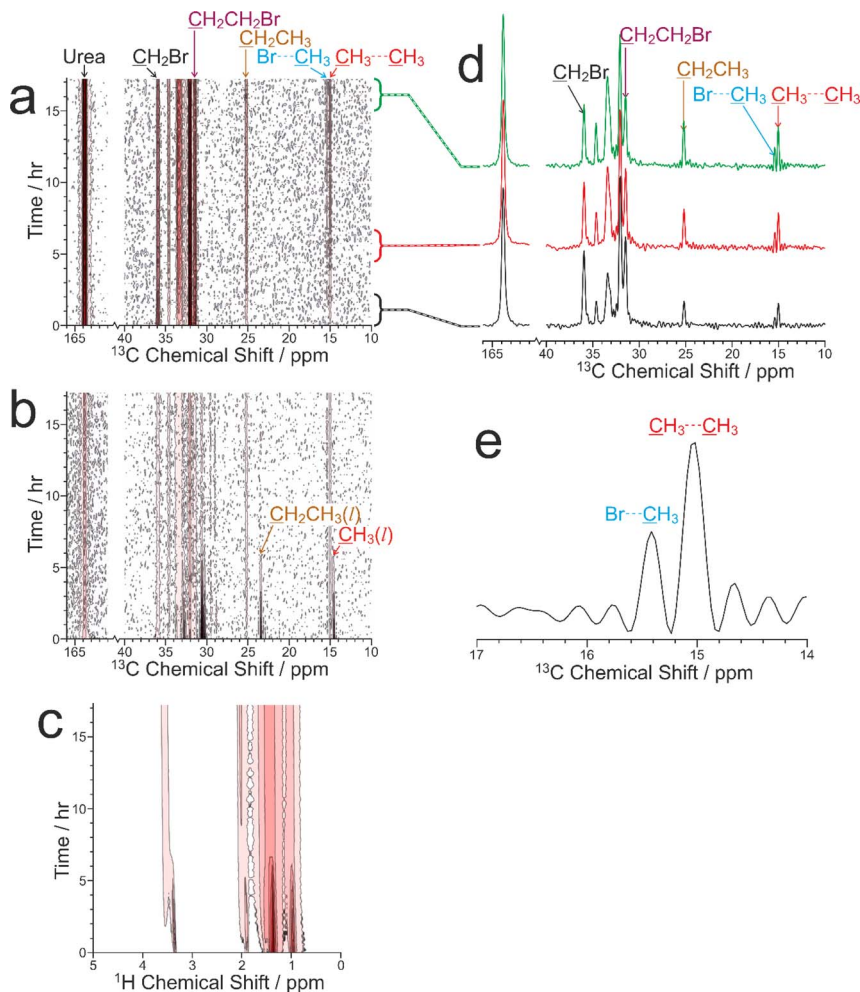 a
Urea
CH2Br
CH2CH2Br
CH2CH3
Br---CH3
CH3---CH3
Time / hr
15
10
5
0
165
40
35
30
25
20
15
10
13C Chemical Shift / ppm
d
CH2Br
CH2CH2Br
CH2CH3
Br---CH3
CH3---CH3
165
40
35
30
25
20
15
10
13C Chemical Shift / ppm
b
CH2CH3(l)
CH3(l)
Time / hr
15
10
5
0
165
40
35
30
25
20
15
10
13C Chemical Shift / ppm
e
CH3---CH3
Br---CH3
17
16
15
14
13C Chemical Shift / ppm
c
Time / hr
15
10
5
0
5
4
3
2
1
0
1H Chemical Shift / ppm